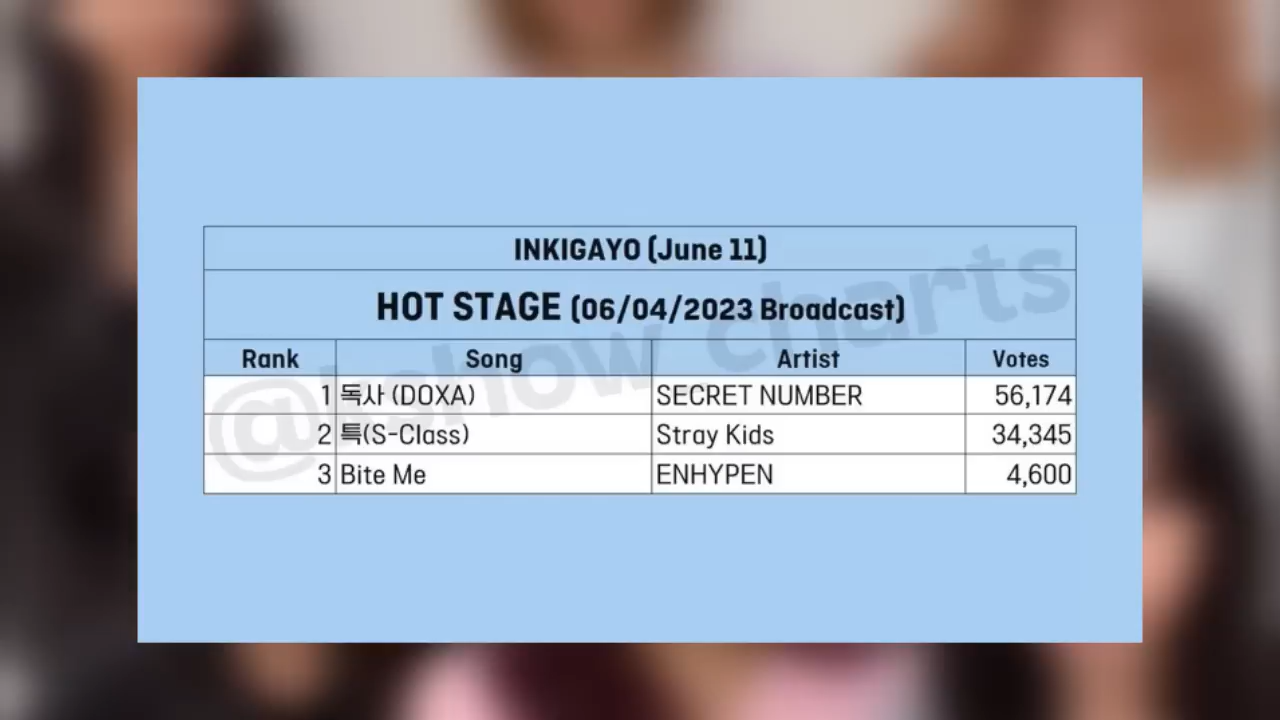 INKIGAYO (June 11)
HOT STAGE (06/04/2023 Broadcast)
Rank Song Artist Votes
1 독사 (DOXA) SECRET NUMBER 56,174
2 특(S-Class) Stray Kids 34,345
3 Bite Me ENHYPEN 4,600
@kshow charts